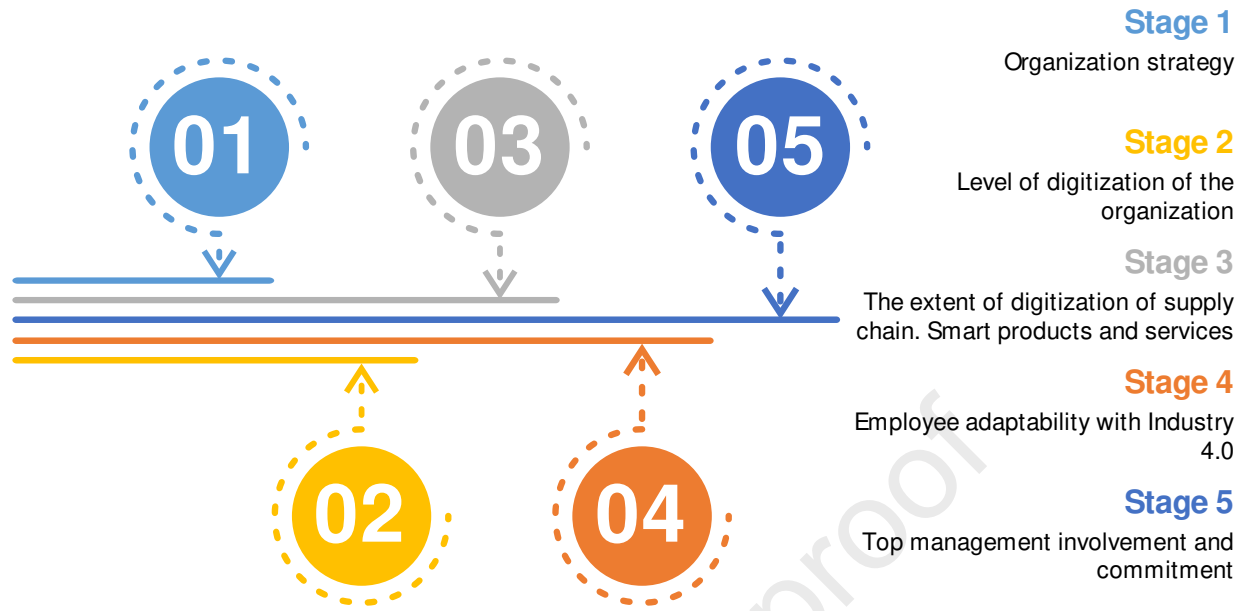 01
03
05
02
04
Stage 1
Organization strategy
Stage 2
Level of digitization of the
organization
Stage 3
The extent of digitization of supply
chain. Smart products and services
Stage 4
Employee adaptability with Industry
4.0
Stage 5
Top management involvement and
commitment
proof